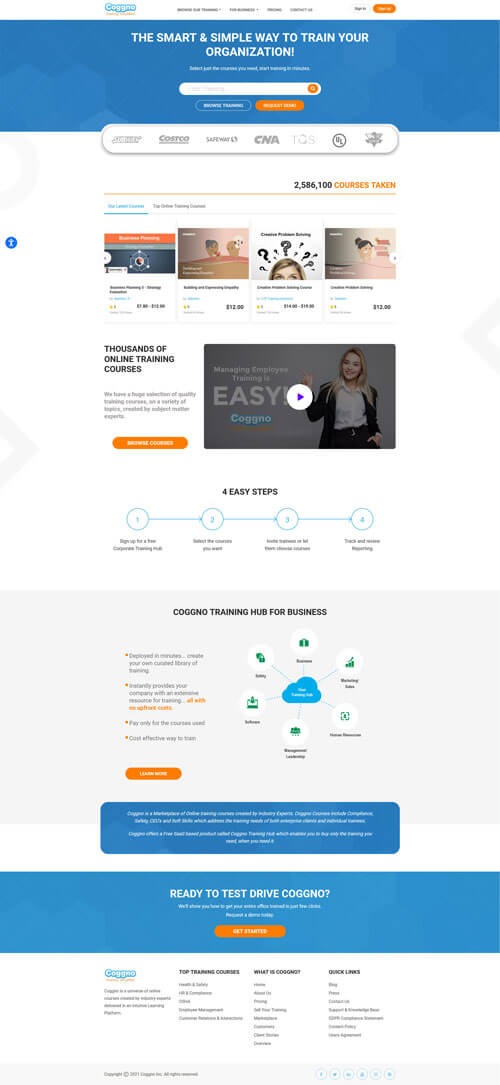 Coggno
BROWSE OUR TRAINING
FOR BUSINESS
PRICING
CONTACT US
Sign In
Sign Up
THE SMART & SIMPLE WAY TO TRAIN YOUR
ORGANIZATION!
Select just the courses you need, start training in minutes.
BROWSE TRAINING
REQUEST DEMO
SUBWAY
COSTCO
SAFEWAY
CNA
TQS
UL
2,586,100 COURSES TAKEN
Our Latest Courses
Top Online Training Courses
Business Planning
Creative Problem Solving
Building and
Expressing Empathy
Creative
Problem Solving
Business Planning 3 - Strategy
Evaluation
$7.80 - $12.00
Building and Expressing Empathy
$12.00
Creative Problem Solving Course
$14.00 - $19.00
Creative Problem Solving
$12.00
THOUSANDS OF
ONLINE TRAINING
COURSES
We have a huge selection of quality
training courses, on a variety of
topics, created by subject matter
experts.
BROWSE COURSES
Managing Employee
Training is
EASY!
Coggno
4 EASY STEPS
1
2
3
4
Sign up for a free
Corporate Training Hub
Select the courses
you want
Invite trainees or let
them choose courses
Track and review
Reporting
COGGNO TRAINING HUB FOR BUSINESS
Deployed in minutes... create
your own curated library of
training.
Instantly provides your
company with an extensive
resource for training... all with
no upfront costs.
Pay only for the courses used
Cost effective way to train
LEARN MORE
Business
Safety
Marketing/
Sales
Your
Training Hub
Software
Human Resources
Management/
Leadership
Coggno is a Marketplace of Online training courses created by Industry Experts. Coggno Courses include Compliance,
Safety, CEU's and Soft Skills which address the training needs of both enterprise clients and individual trainees.
Coggno offers a Free SaaS based product called Coggno Training Hub which enables you to buy only the training you
need, when you need it.
READY TO TEST DRIVE COGGNO?
We'll show you how to get your entire office trained in just few clicks.
Request a demo today.
GET STARTED
Coggno
Coggno is a universe of online
courses created by industry experts
delivered in an Intuitive Learning
Platform.
TOP TRAINING COURSES
Health & Safety
HR & Compliance
OSHA
Employee Management
Customer Relations & Interactions
WHAT IS COGGNO?
Home
About Us
Pricing
Sell Your Training
Marketplace
Customers
Client Stories
Overview
QUICK LINKS
Blog
Press
Contact Us
Support & Knowledge Base
GDPR Compliance Statement
Content Policy
Users Agreement
Copyright © 2021 Coggno Inc. All rights reserved.